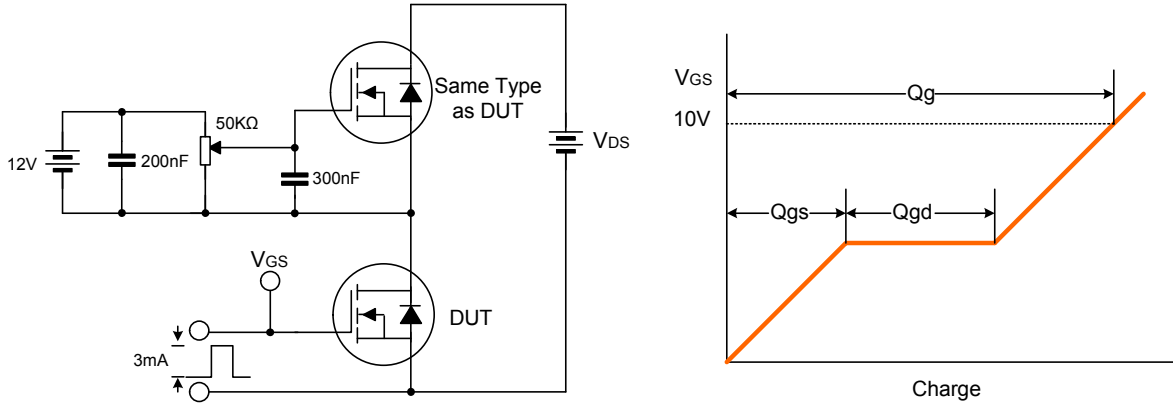 Same Type
as DUT
50KΩ
12V
200nF
300nF
VDS
VGS
DUT
3mA
VGS
Qg
10V
Qgs
Qgd
Charge